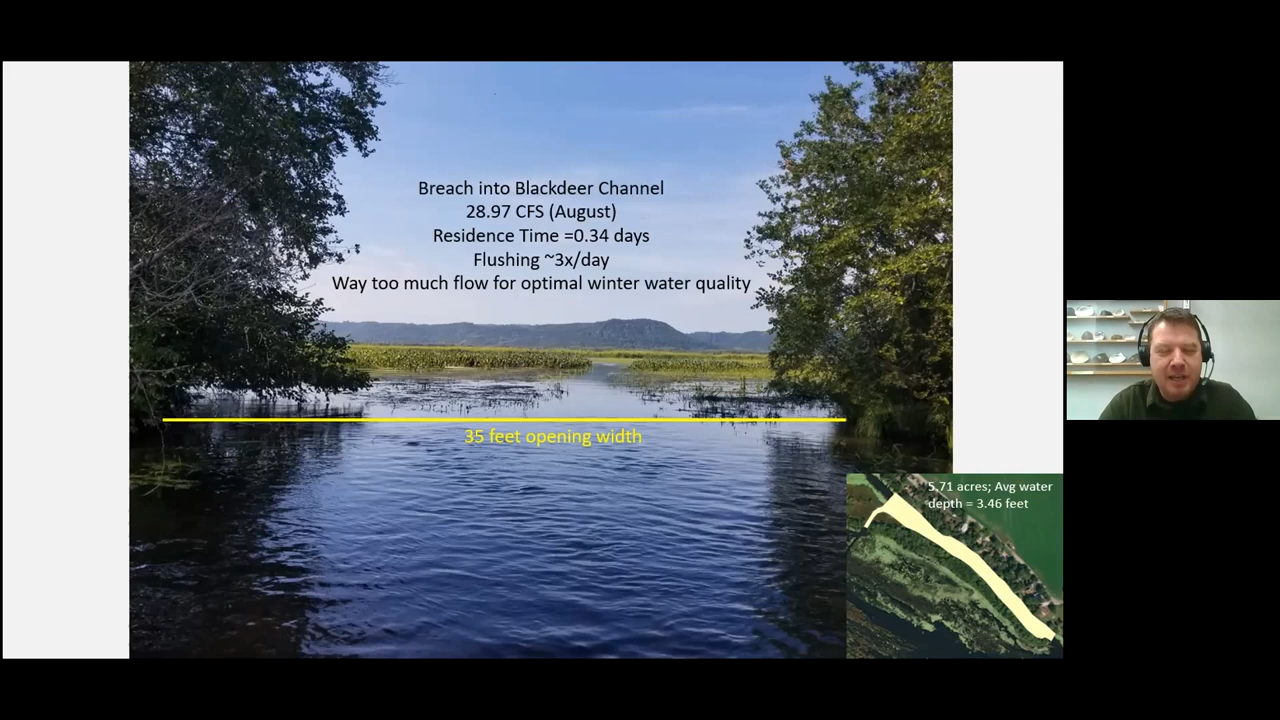 Breach into Blackdeer Channel
28.97 CFS (August)
Residence Time =0.34 days
Flushing ~3x/day
Way too much flow for optimal winter water quality
35 feet opening width
5.71 acres; Avg water
depth = 3.46 feet